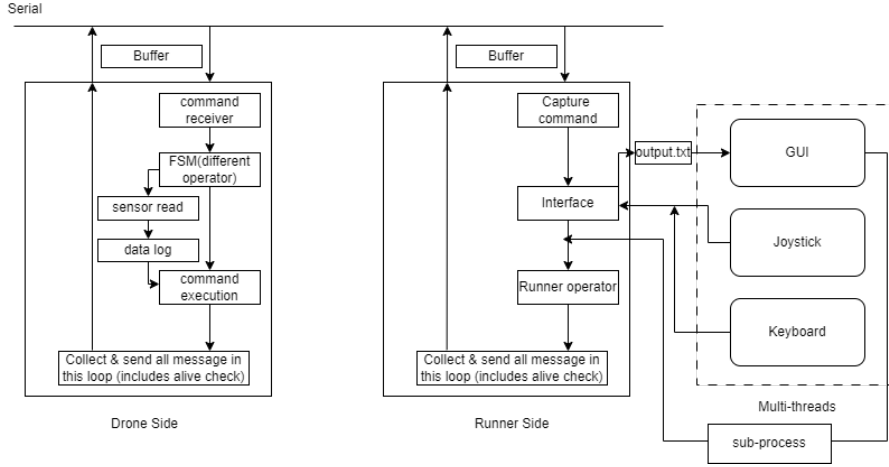 Serial
Buffer
Buffer
command
receiver
FSM(different
operator)
sensor read
data log
command
execution
Collect & send all message in
this loop (includes alive check)
Drone Side
Capture
command
Interface
Runner operator
Collect & send all message in
this loop (includes alive check)
Runner Side
output.txt
GUI
Joystick
Keyboard
Multi-threads
sub-process